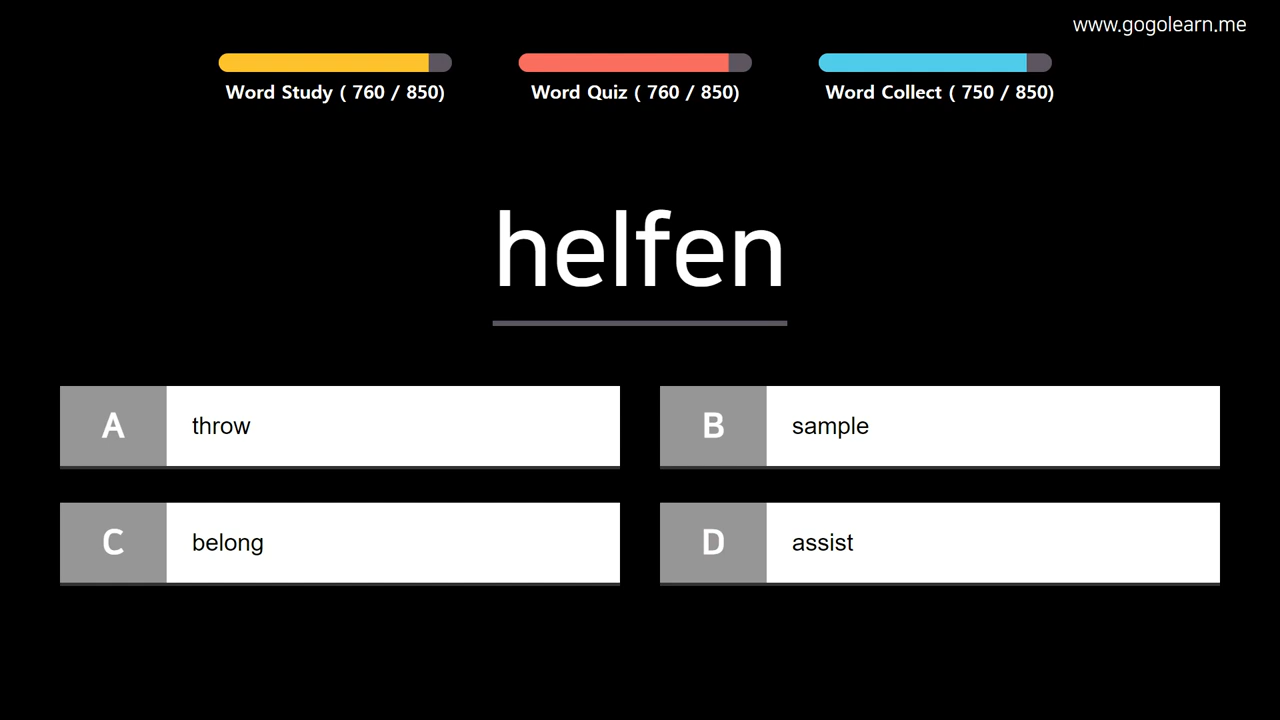 www.gogolearn.me
Word Study ( 760 / 850)
Word Quiz ( 760 / 850)
Word Collect ( 750 / 850)
helfen
A throw
B sample
C belong
D assist